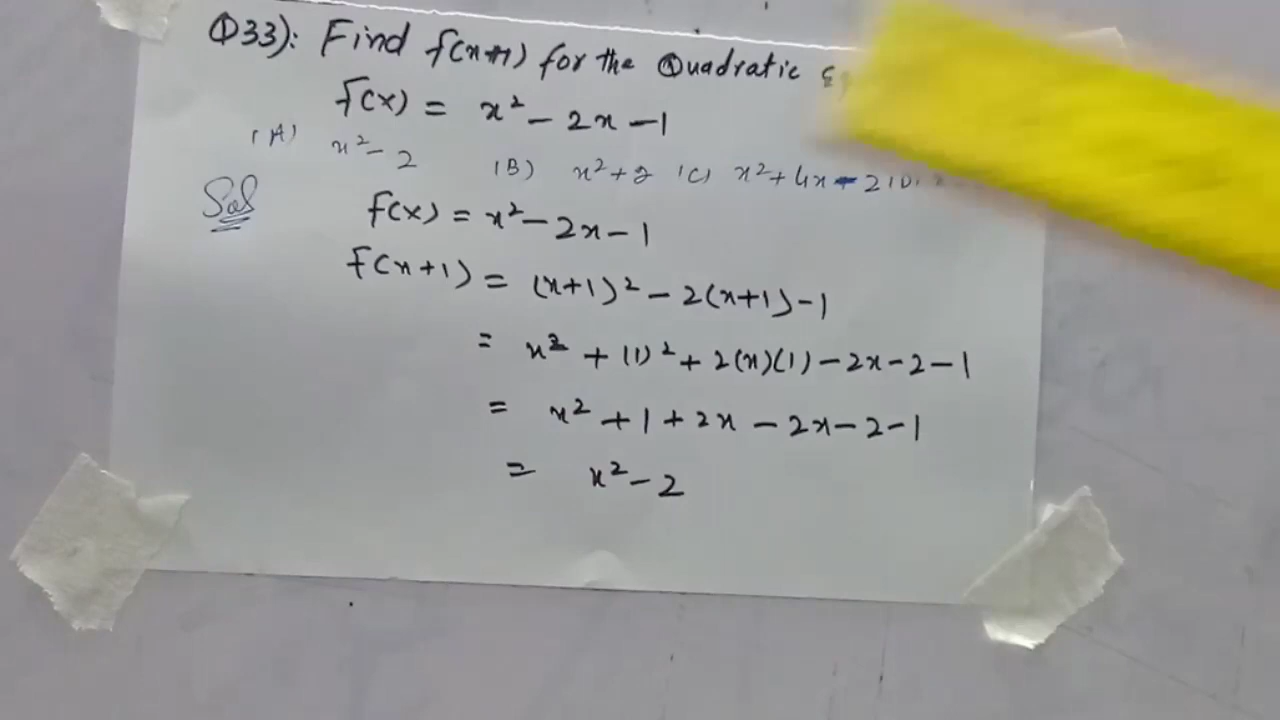 Q33): Find f(x+1) for the Quadratic
f(x) = x² - 2x - 1
(A) x² - 2 (B) x² + 2 (C) x² + 4x - 2 (D)
Sol f(x) = x² - 2x - 1
f(x+1) = (x+1)² - 2(x+1) - 1
= x² + (1)² + 2(x)(1) - 2x - 2 - 1
= x² + 1 + 2x - 2x - 2 - 1
= x² - 2